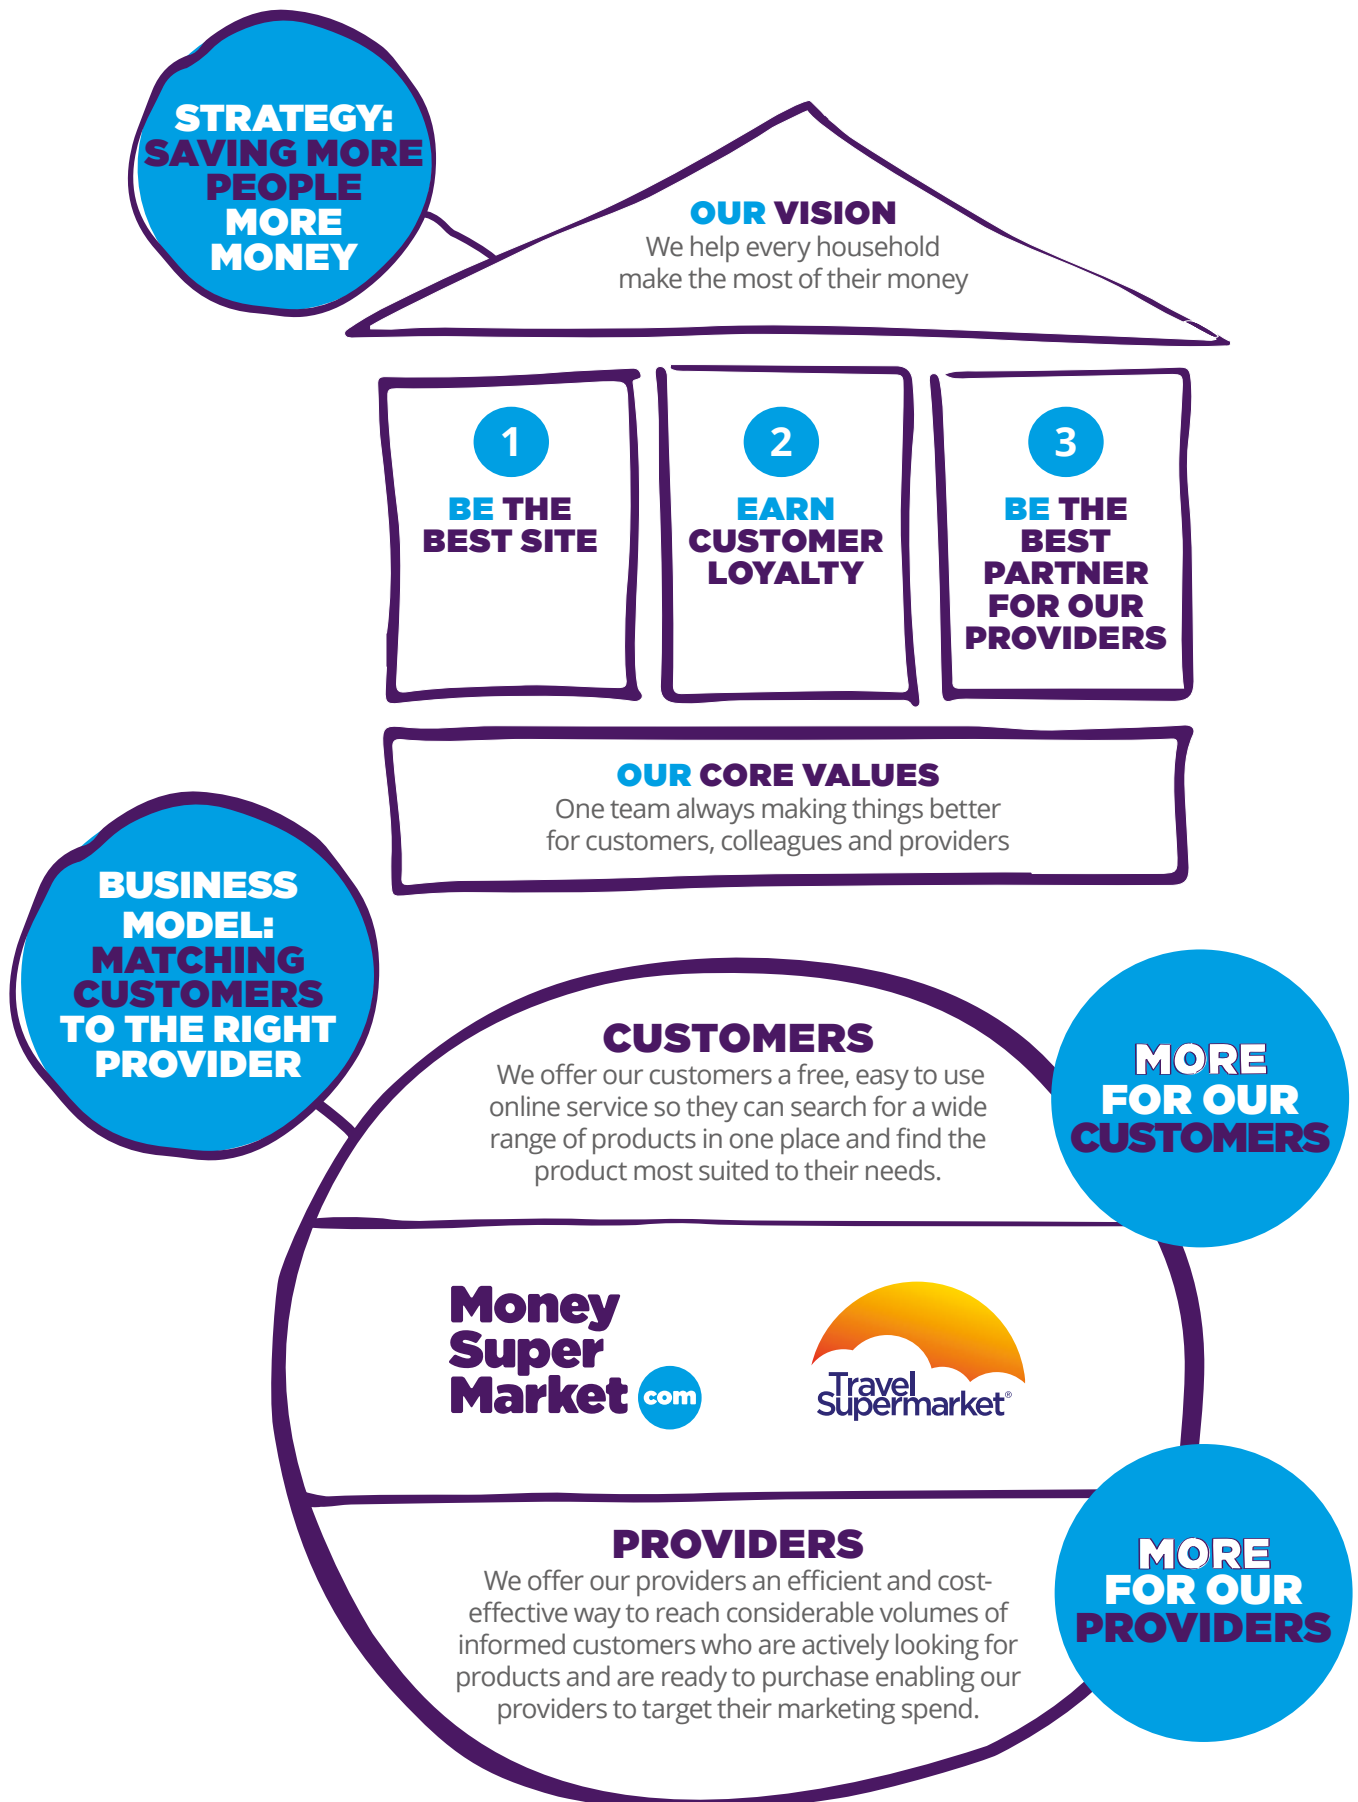 STRATEGY:
SAVING MORE
PEOPLE
MORE
MONEY
OUR VISION
We help every household
make the most of their money
1
BE THE
BEST SITE
2
EARN
CUSTOMER
LOYALTY
3
BE THE
BEST
PARTNER
FOR OUR
PROVIDERS
OUR CORE VALUES
One team always making things better
for customers, colleagues and providers
BUSINESS
MODEL:
MATCHING
CUSTOMERS
TO THE RIGHT
PROVIDER
CUSTOMERS
We offer our customers a free, easy to use
online service so they can search for a wide
range of products in one place and find the
product most suited to their needs.
MORE
FOR OUR
CUSTOMERS
Money
Super
Market com
Travel
Supermarket®
PROVIDERS
We offer our providers an efficient and cost-
effective way to reach considerable volumes of
informed customers who are actively looking for
products and are ready to purchase enabling our
providers to target their marketing spend.
MORE
FOR OUR
PROVIDERS